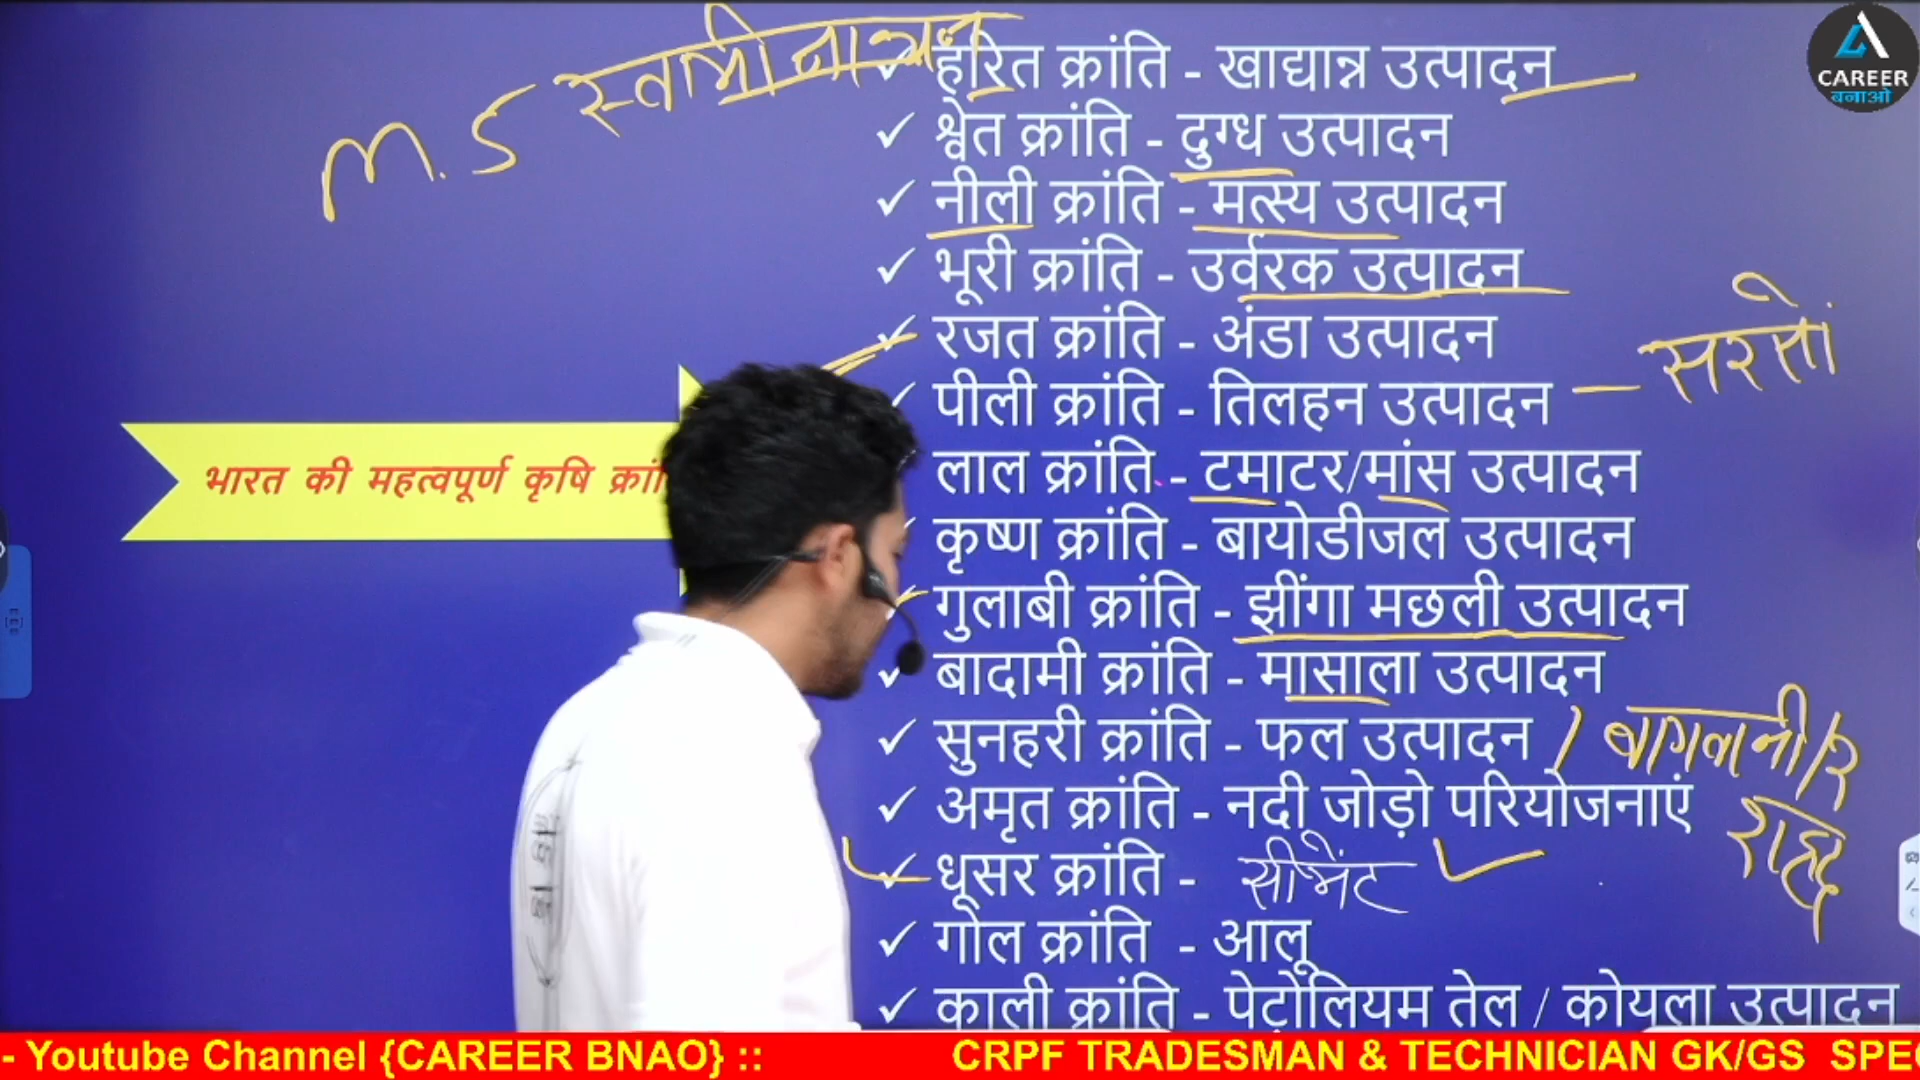 M. S स्वामीनाथन
हरित क्रांति - खाद्यान्न उत्पादन
✓ श्वेत क्रांति - दुग्ध उत्पादन
✓ नीली क्रांति - मत्स्य उत्पादन
✓ भूरी क्रांति - उर्वरक उत्पादन
✓ रजत क्रांति - अंडा उत्पादन
✓ पीली क्रांति - तिलहन उत्पादन — सरसों
लाल क्रांति - टमाटर/मांस उत्पादन
कृष्ण क्रांति - बायोडीजल उत्पादन
गुलाबी क्रांति - झींगा मछली उत्पादन
✓ बादामी क्रांति - मासाला उत्पादन
✓ सुनहरी क्रांति - फल उत्पादन / बागवानी/
शहद
✓ अमृत क्रांति - नदी जोड़ो परियोजनाएं
✓ धूसर क्रांति - सीमेंट
✓ गोल क्रांति - आलू
✓ काली क्रांति - पेट्रोलियम तेल / कोयला उत्पादन
भारत की महत्वपूर्ण कृषि
CAREER
बनाओ
- Youtube Channel {CAREER BNAO} :: CRPF TRADESMAN & TECHNICIAN GK/GS